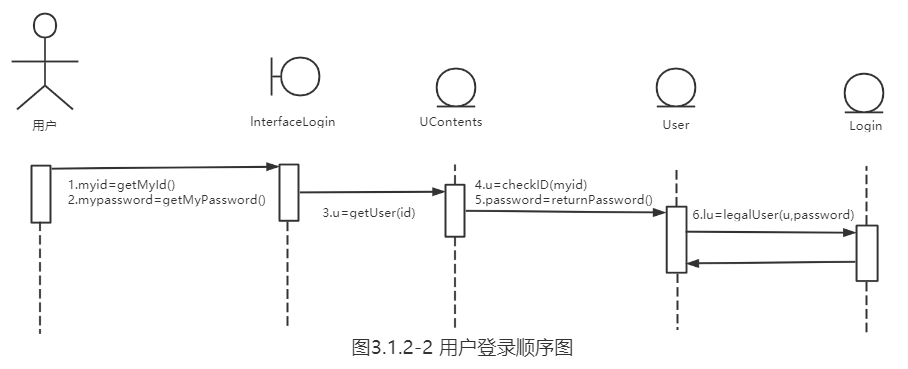 用户
InterfaceLogin
UContents
User
Login
1.myid=getMyId()
2.mypassword=getMyPassword()
3.u=getUser(id)
4.u=checkID(myid)
5.password=returnPassword()
6.lu=legalUser(u,password)
图3.1.2-2 用户登录顺序图